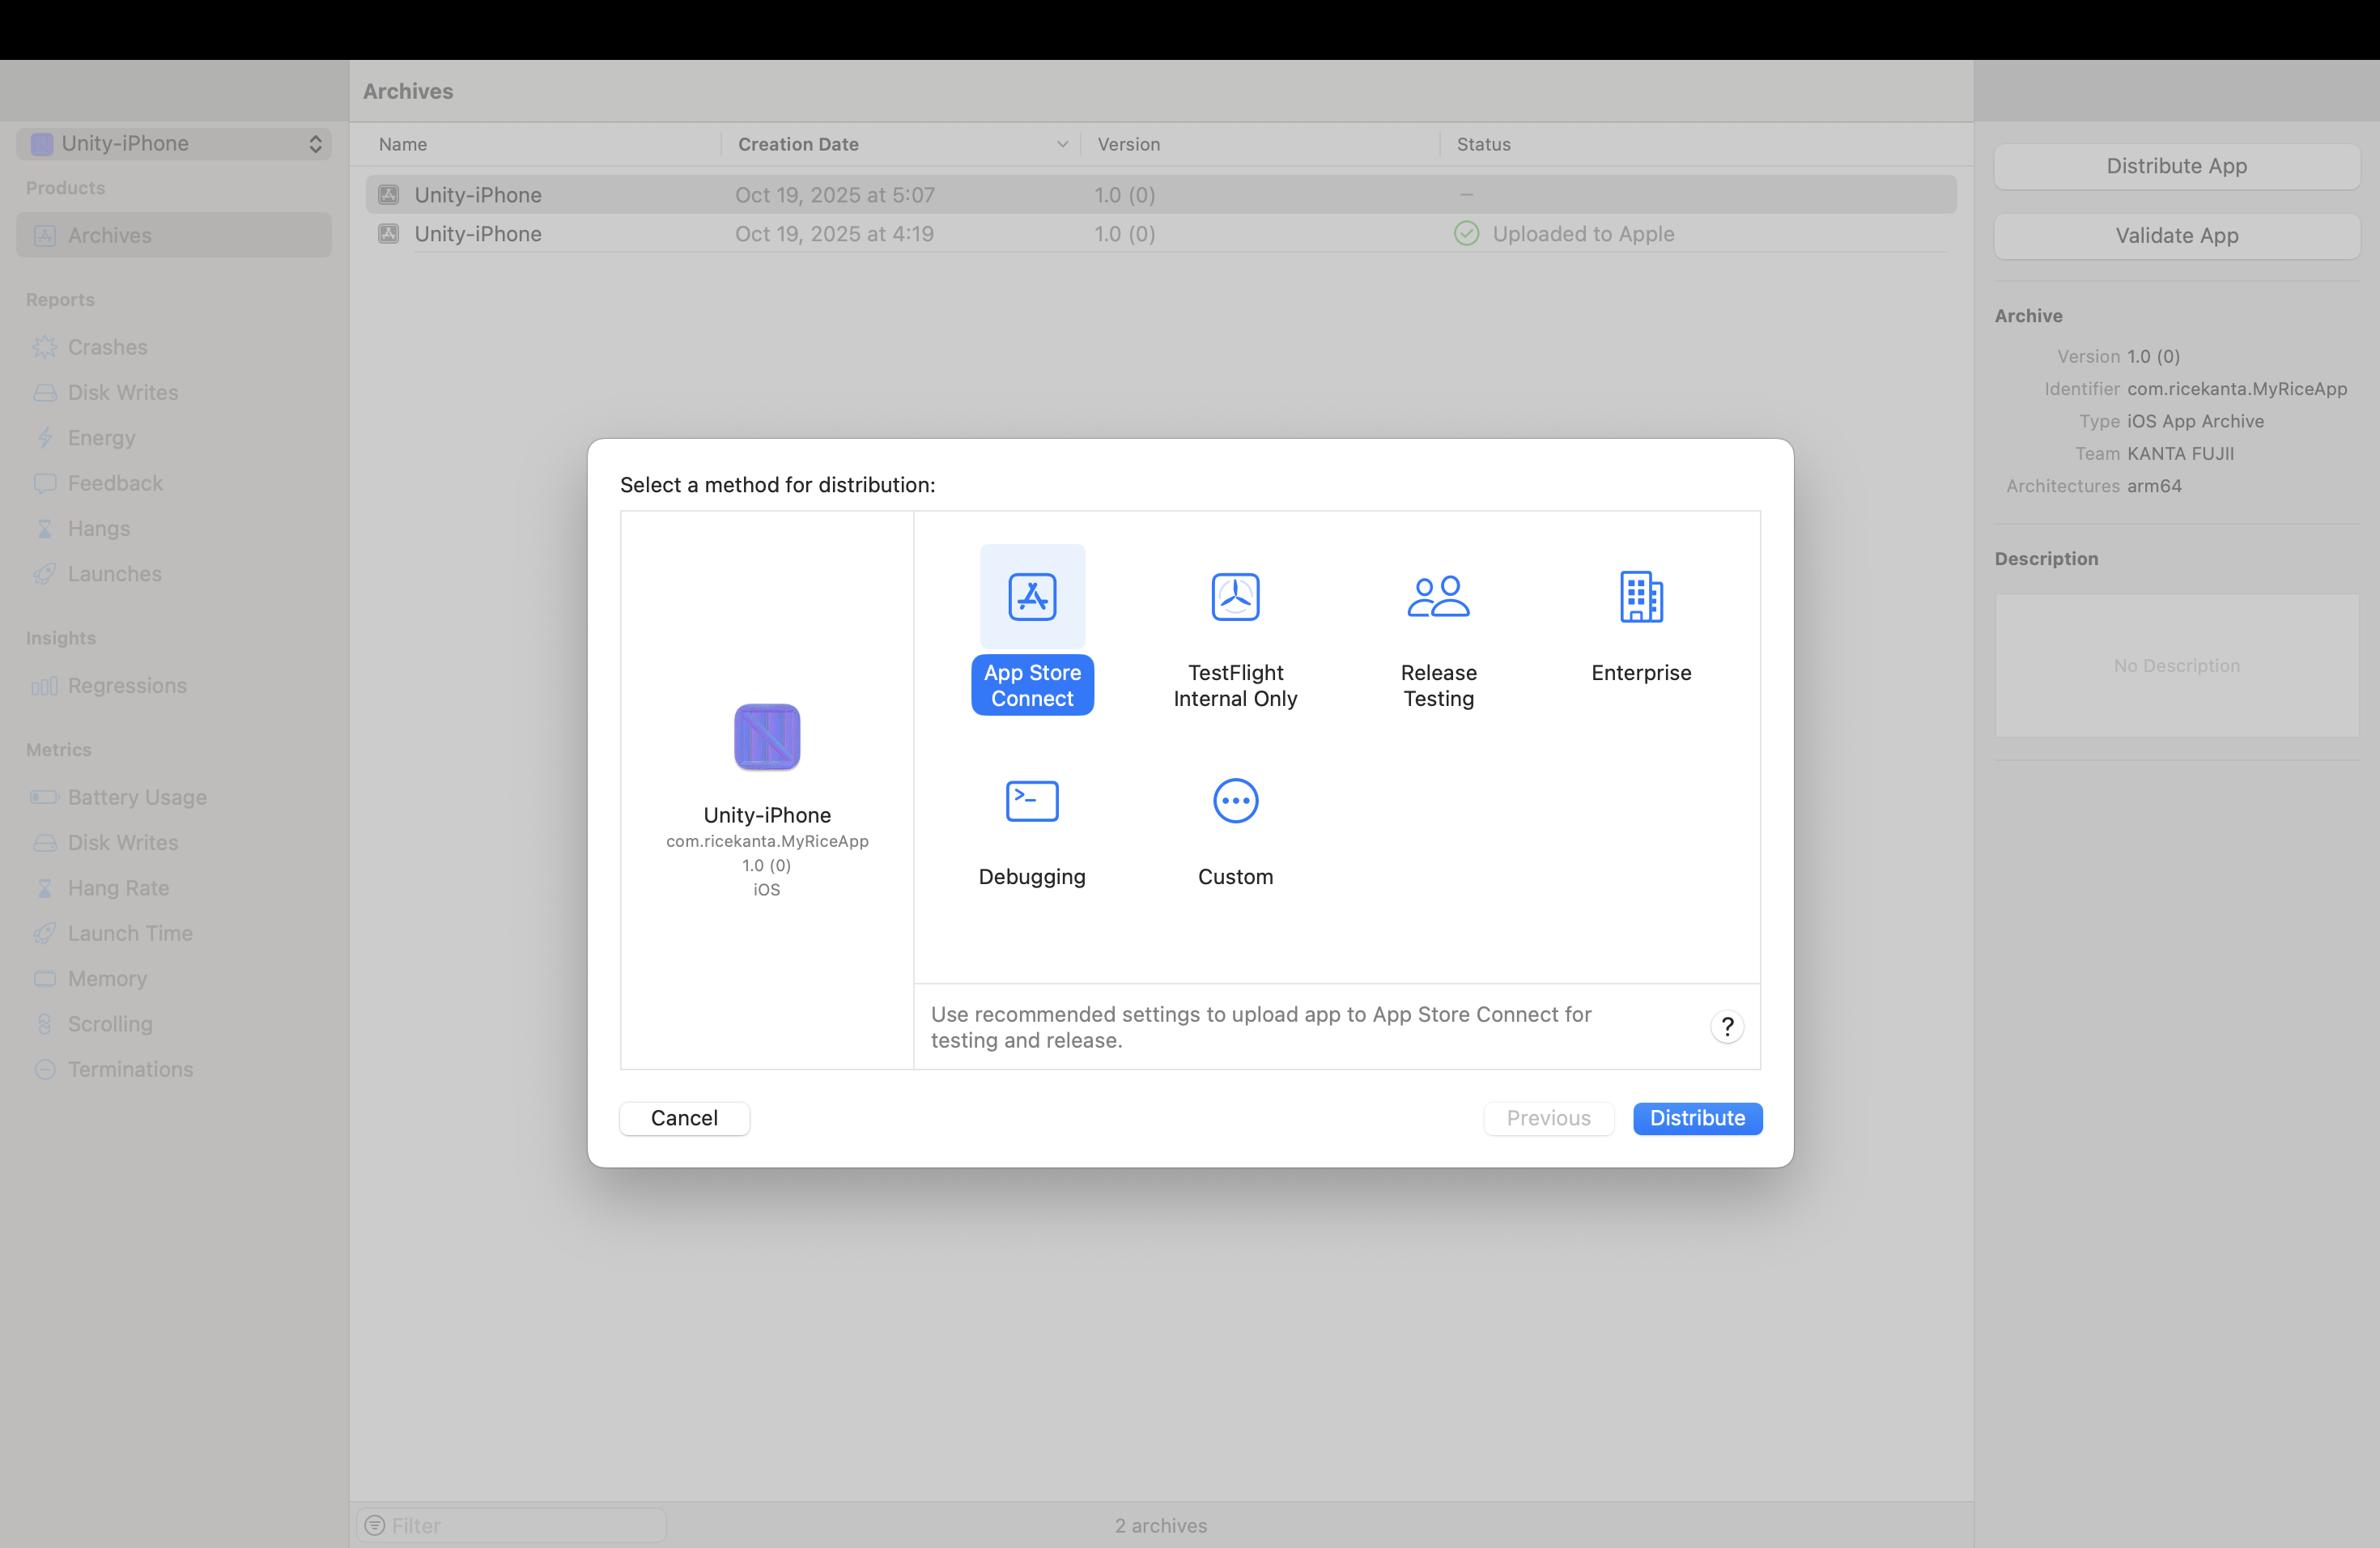 Archives
Unity-iPhone
Products
Archives
Reports
Crashes
Disk Writes
Energy
Feedback
Hangs
Launches
Insights
Regressions
Metrics
Battery Usage
Disk Writes
Hang Rate
Launch Time
Memory
Scrolling
Terminations
Name Creation Date Version Status
Unity-iPhone Oct 19, 2025 at 5:07 1.0 (0) –
Unity-iPhone Oct 19, 2025 at 4:19 1.0 (0) Uploaded to Apple
Select a method for distribution:
Unity-iPhone
com.ricekanta.MyRiceApp
1.0 (0)
iOS
App Store
Connect
TestFlight
Internal Only
Release
Testing
Enterprise
Debugging
Custom
Use recommended settings to upload app to App Store Connect for
testing and release.
?
Cancel
Previous
Distribute
Filter
2 archives
Distribute App
Validate App
Archive
Version 1.0 (0)
Identifier com.ricekanta.MyRiceApp
Type iOS App Archive
Team KANTA FUJII
Architectures arm64
Description
No Description